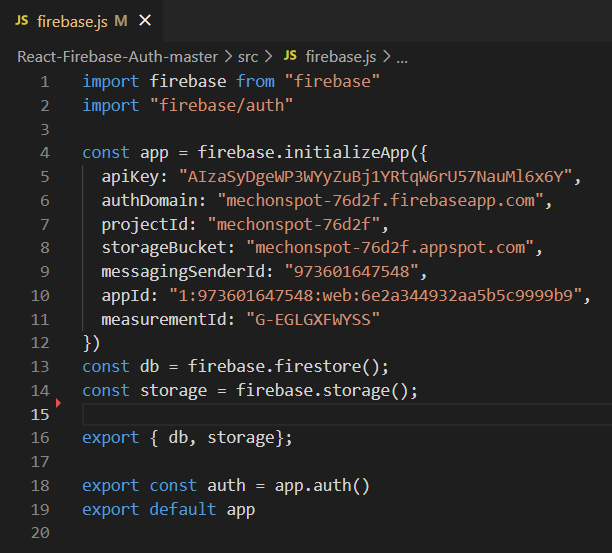 JS firebase.js M ×
React-Firebase-Auth-master > src > JS firebase.js > ...
1 import firebase from "firebase"
2 import "firebase/auth"
3
4 const app = firebase.initializeApp({
5 apiKey: "AIzaSyDgeWP3WYyZuBj1YRtqW6rU57NauMl6x6Y",
6 authDomain: "mechonspot-76d2f.firebaseapp.com",
7 projectId: "mechonspot-76d2f",
8 storageBucket: "mechonspot-76d2f.appspot.com",
9 messagingSenderId: "973601647548",
10 appId: "1:973601647548:web:6e2a344932aa5b5c9999b9",
11 measurementId: "G-EGLGXFWYSS"
12 })
13 const db = firebase.firestore();
14 const storage = firebase.storage();
15
16 export { db, storage};
17
18 export const auth = app.auth()
19 export default app
20